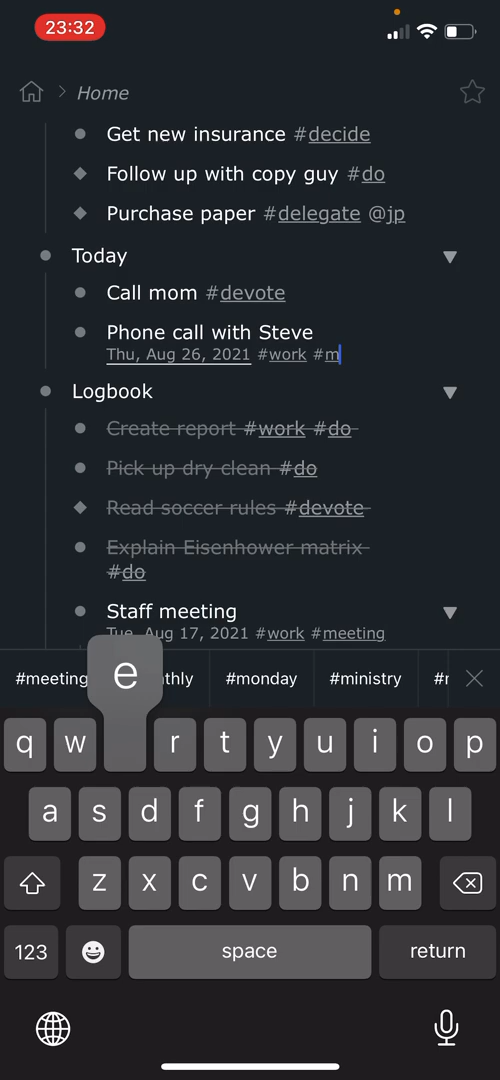 23:32
Home
Get new insurance #decide
Follow up with copy guy #do
Purchase paper #delegate @jp
Today
Call mom #devote
Phone call with Steve
Thu, Aug 26, 2021 #work #m
Logbook
Create report #work #do
Pick up dry clean #do
Read soccer rules #devote
Explain Eisenhower matrix
#do
Staff meeting
Tue, Aug 17, 2021 #work #meeting
#meeting thly #monday #ministry
e
q w r t y u i o p
a s d f g h j k l
z x c v b n m
123 space return